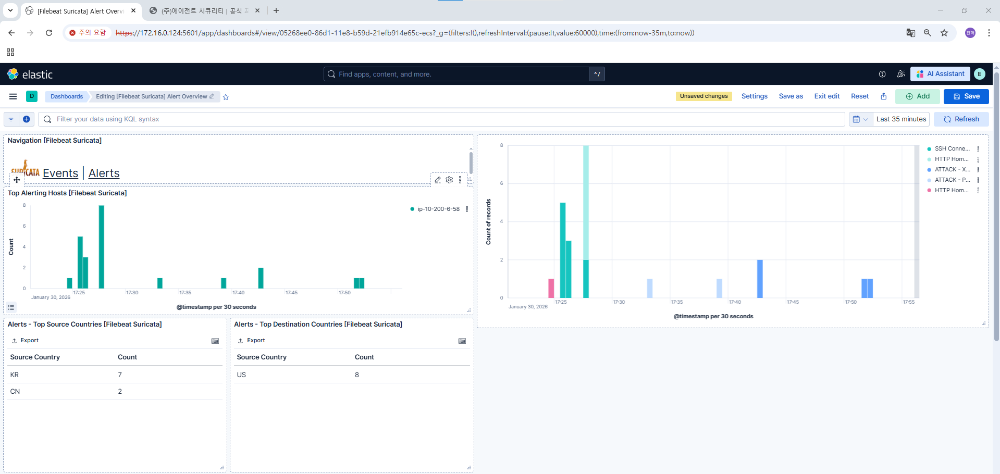 [Filebeat Suricata] Alert Overvi
(주)에이전트 시큐리티 | 공식 포
주의 요함
https://172.16.0.124:5601/app/dashboards#/view/05268ee0-86d1-11e8-b59d-21efb914e65c-ecs?_g=(filters:!(),refreshInterval:(pause:!t,value:60000),time:(from:now-35m,to:now))
찬혁
elastic
Find apps, content, and more.
^/
AI Assistant
E
D
Dashboards
Editing [Filebeat Suricata] Alert Overview
Unsaved changes
Settings
Save as
Exit edit
Reset
Add
Save
Filter your data using KQL syntax
Last 35 minutes
Refresh
Navigation [Filebeat Suricata]
SURICATA
Events | Alerts
Top Alerting Hosts [Filebeat Suricata]
8
6
4
2
0
Count
17:25
17:30
17:35
17:40
17:45
17:50
January 30, 2026
@timestamp per 30 seconds
ip-10-200-6-58
8
6
4
2
0
Count of records
17:25
17:30
17:35
17:40
17:45
17:50
17:55
January 30, 2026
@timestamp per 30 seconds
SSH Conne...
HTTP Hom...
ATTACK - X...
ATTACK - P...
HTTP Hom...
Alerts - Top Source Countries [Filebeat Suricata]
Export
Source Country Count
KR 7
CN 2
Alerts - Top Destination Countries [Filebeat Suricata]
Export
Source Country Count
US 8